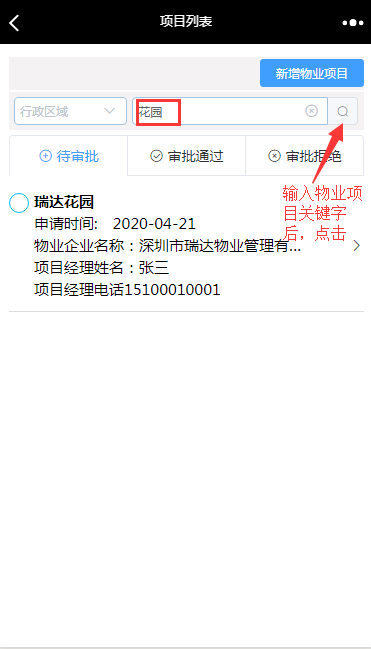 项目列表
新增物业项目
行政区域
花园
待审批
审批通过
审批拒绝
输入物业项
目关键字
后，点击
瑞达花园
申请时间: 2020-04-21
物业企业名称：深圳市瑞达物业管理有...
项目经理姓名：张三
项目经理电话15100010001